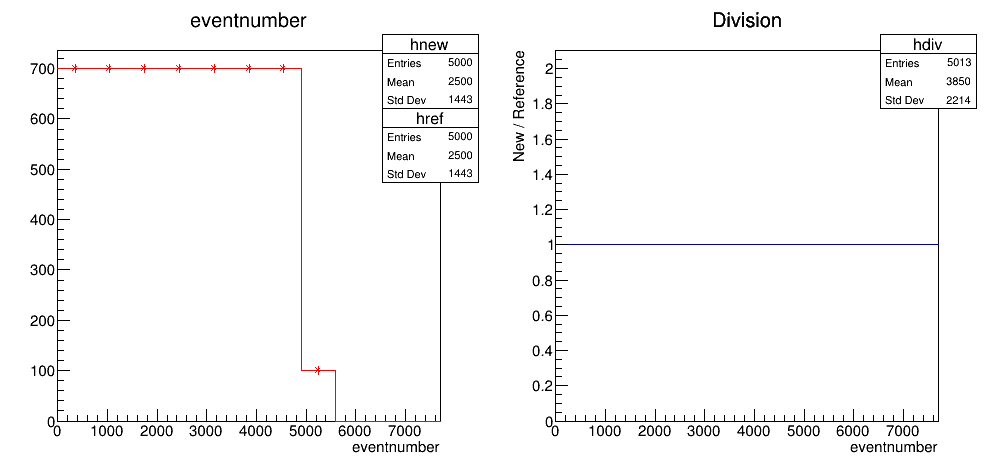 eventnumber
hnew
Entries 5000
Mean 2500
Std Dev 1443
href
Entries 5000
Mean 2500
Std Dev 1443
700
600
500
400
300
200
100
0
0 1000 2000 3000 4000 5000 6000 7000
eventnumber
Division
hdiv
Entries 5013
Mean 3850
Std Dev 2214
New / Reference
2
1.8
1.6
1.4
1.2
1
0.8
0.6
0.4
0.2
0
0 1000 2000 3000 4000 5000 6000 7000
eventnumber